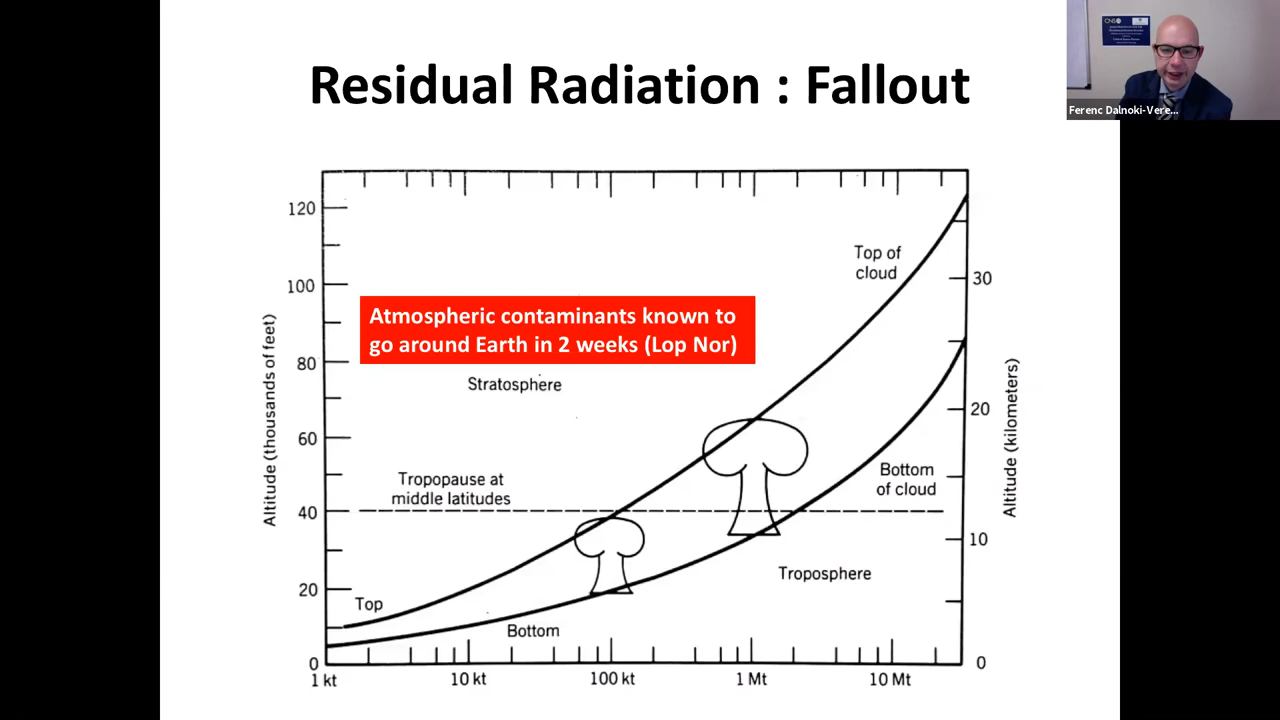 Residual Radiation : Fallout
CNS
Ferenc Dalnoki-Vere...
120
100
80
60
40
20
0
Altitude (thousands of feet)
Top of
cloud
30
Atmospheric contaminants known to
go around Earth in 2 weeks (Lop Nor)
Stratosphere
20
Altitude (kilometers)
Tropopause at
middle latitudes
Bottom
of cloud
10
Troposphere
Top
Bottom
0
1 kt
10 kt
100 kt
1 Mt
10 Mt